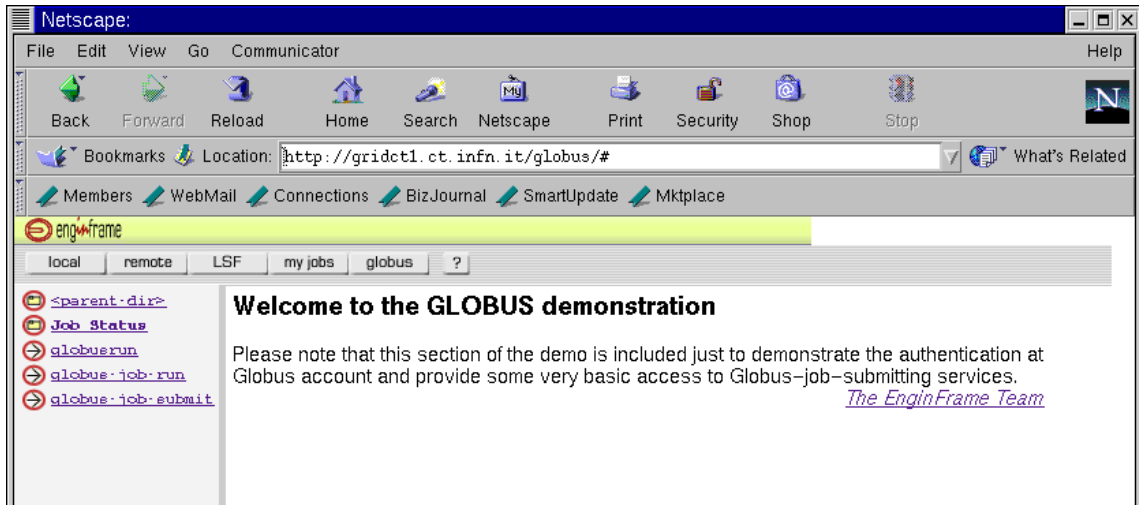 Netscape:
File Edit View Go Communicator Help
My N
Back Forward Reload Home Search Netscape Print Security Shop Stop
Bookmarks Location: http://gridct1.ct.infn.it/globus/# What's Related
Members WebMail Connections BizJournal SmartUpdate Mktplace
enginframe
local remote LSF my jobs globus ?
<parent-dir>
Job Status
globusrun
globus-job-run
globus-job-submit
Welcome to the GLOBUS demonstration
Please note that this section of the demo is included just to demonstrate the authentication at
Globus account and provide some very basic access to Globus-job-submitting services.
The EnginFrame Team